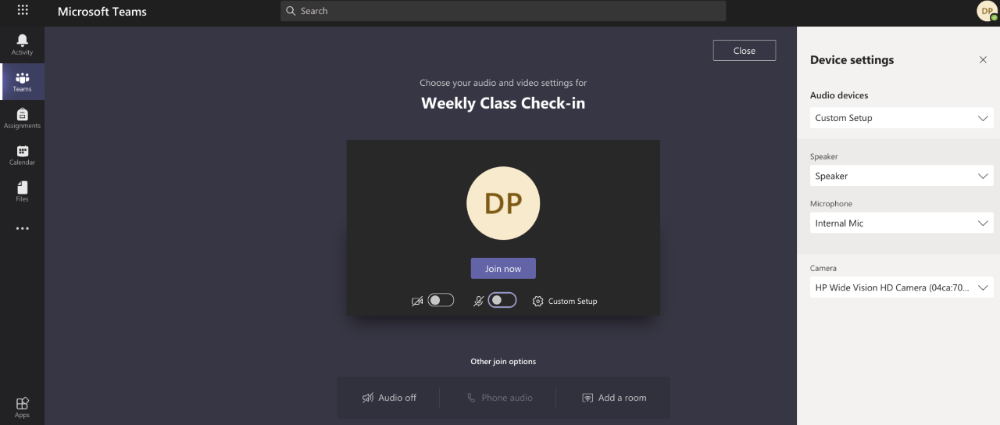 Microsoft Teams
Search
DP
Activity
Teams
Assignments
Calendar
Files
Apps
Close
Choose your audio and video settings for
Weekly Class Check-in
DP
Join now
Custom Setup
Other join options
Audio off
Phone audio
Add a room
Device settings
Audio devices
Custom Setup
Speaker
Speaker
Microphone
Internal Mic
Camera
HP Wide Vision HD Camera (04ca:70...